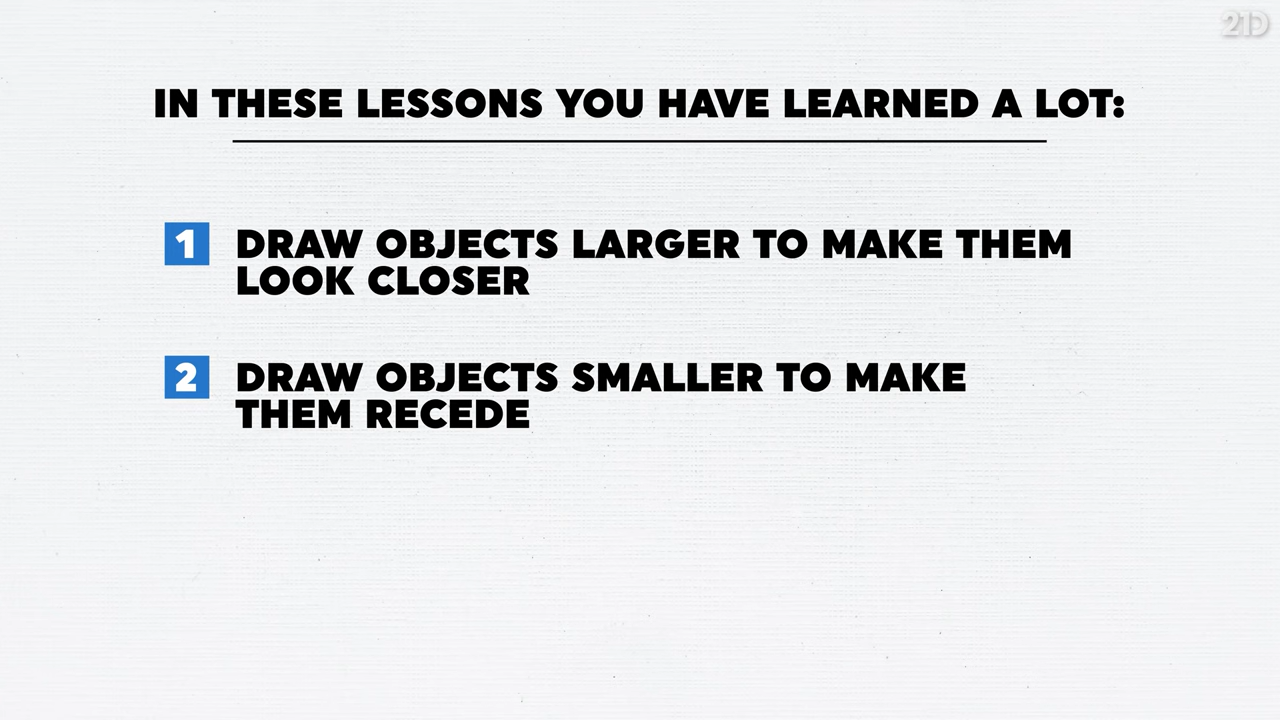 21D
IN THESE LESSONS YOU HAVE LEARNED A LOT:
1 DRAW OBJECTS LARGER TO MAKE THEM
LOOK CLOSER
2 DRAW OBJECTS SMALLER TO MAKE
THEM RECEDE